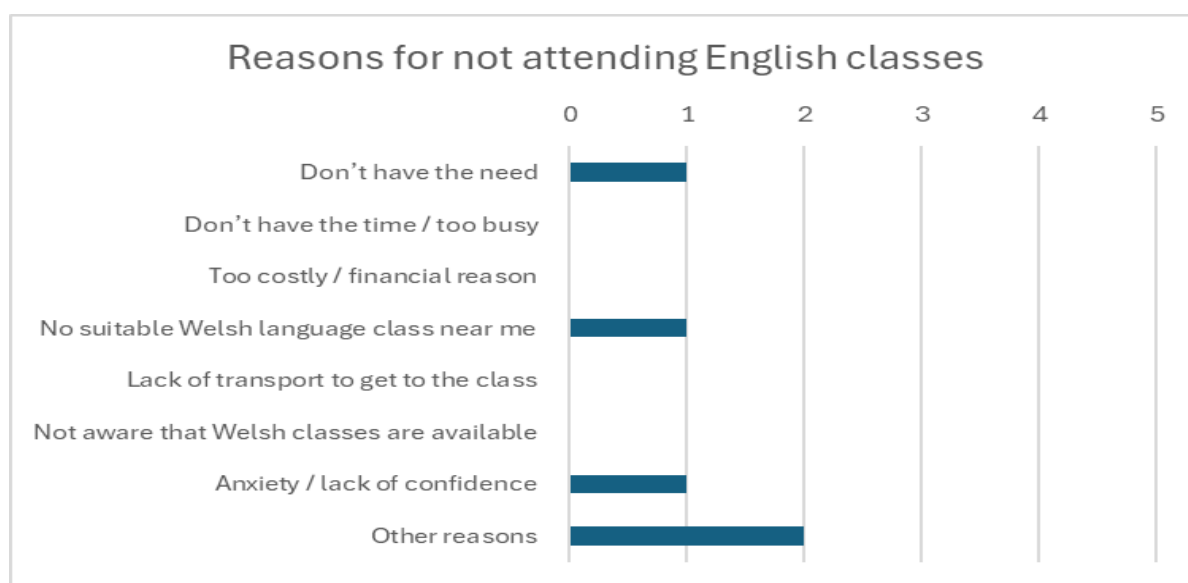 Reasons for not attending English classes
0 1 2 3 4 5
Don’t have the need
Don’t have the time / too busy
Too costly / financial reason
No suitable Welsh language class near me
Lack of transport to get to the class
Not aware that Welsh classes are available
Anxiety / lack of confidence
Other reasons